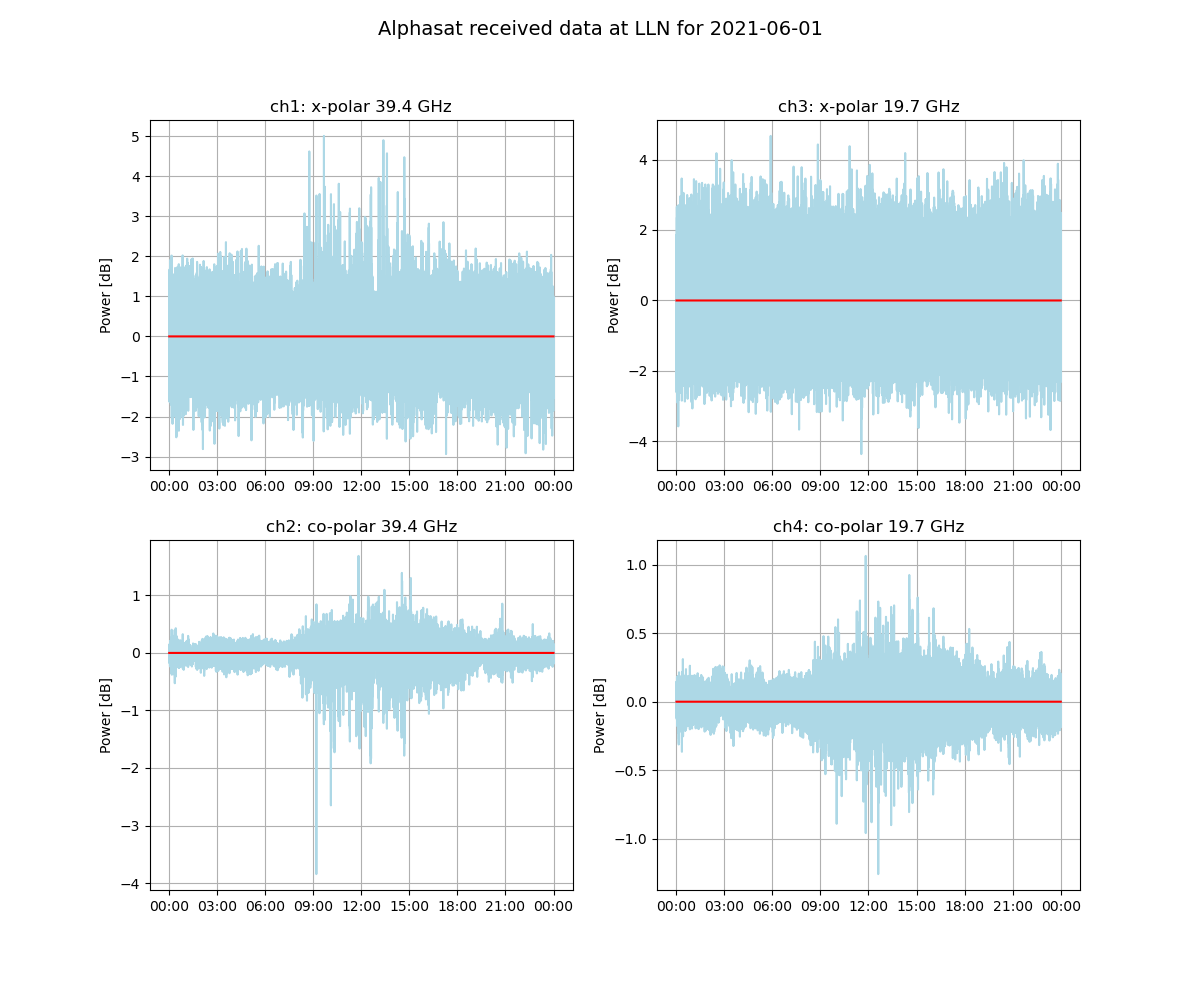 Alphasat received data at LLN for 2021-06-01
ch1: x-polar 39.4 GHz
Power [dB]
5
4
3
2
1
0
−1
−2
−3
00:00 03:00 06:00 09:00 12:00 15:00 18:00 21:00 00:00
ch3: x-polar 19.7 GHz
Power [dB]
4
2
0
−2
−4
00:00 03:00 06:00 09:00 12:00 15:00 18:00 21:00 00:00
ch2: co-polar 39.4 GHz
Power [dB]
1
0
−1
−2
−3
−4
00:00 03:00 06:00 09:00 12:00 15:00 18:00 21:00 00:00
ch4: co-polar 19.7 GHz
Power [dB]
1.0
0.5
0.0
−0.5
−1.0
00:00 03:00 06:00 09:00 12:00 15:00 18:00 21:00 00:00